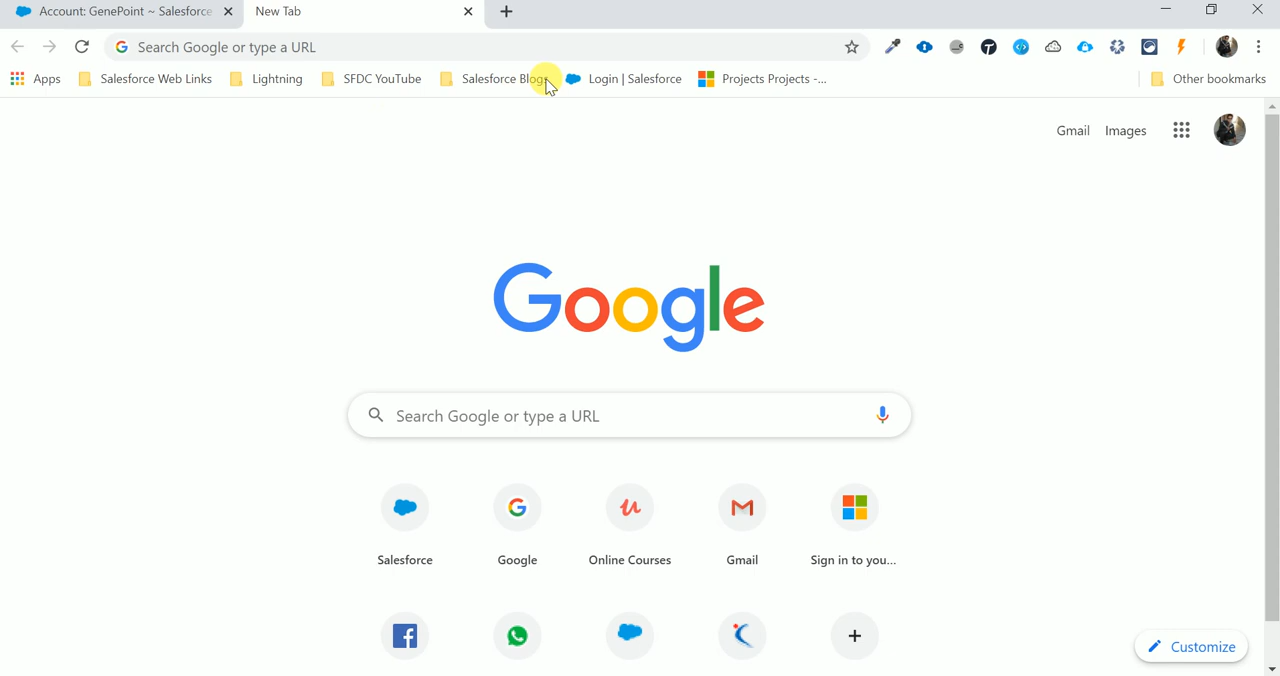 Account: GenePoint ~ Salesforce
New Tab
Search Google or type a URL
Apps
Salesforce Web Links
Lightning
SFDC YouTube
Salesforce Blogs
Login | Salesforce
Projects Projects -...
Other bookmarks
Gmail
Images
Google
Search Google or type a URL
Salesforce
Google
Online Courses
Gmail
Sign in to you...
Customize